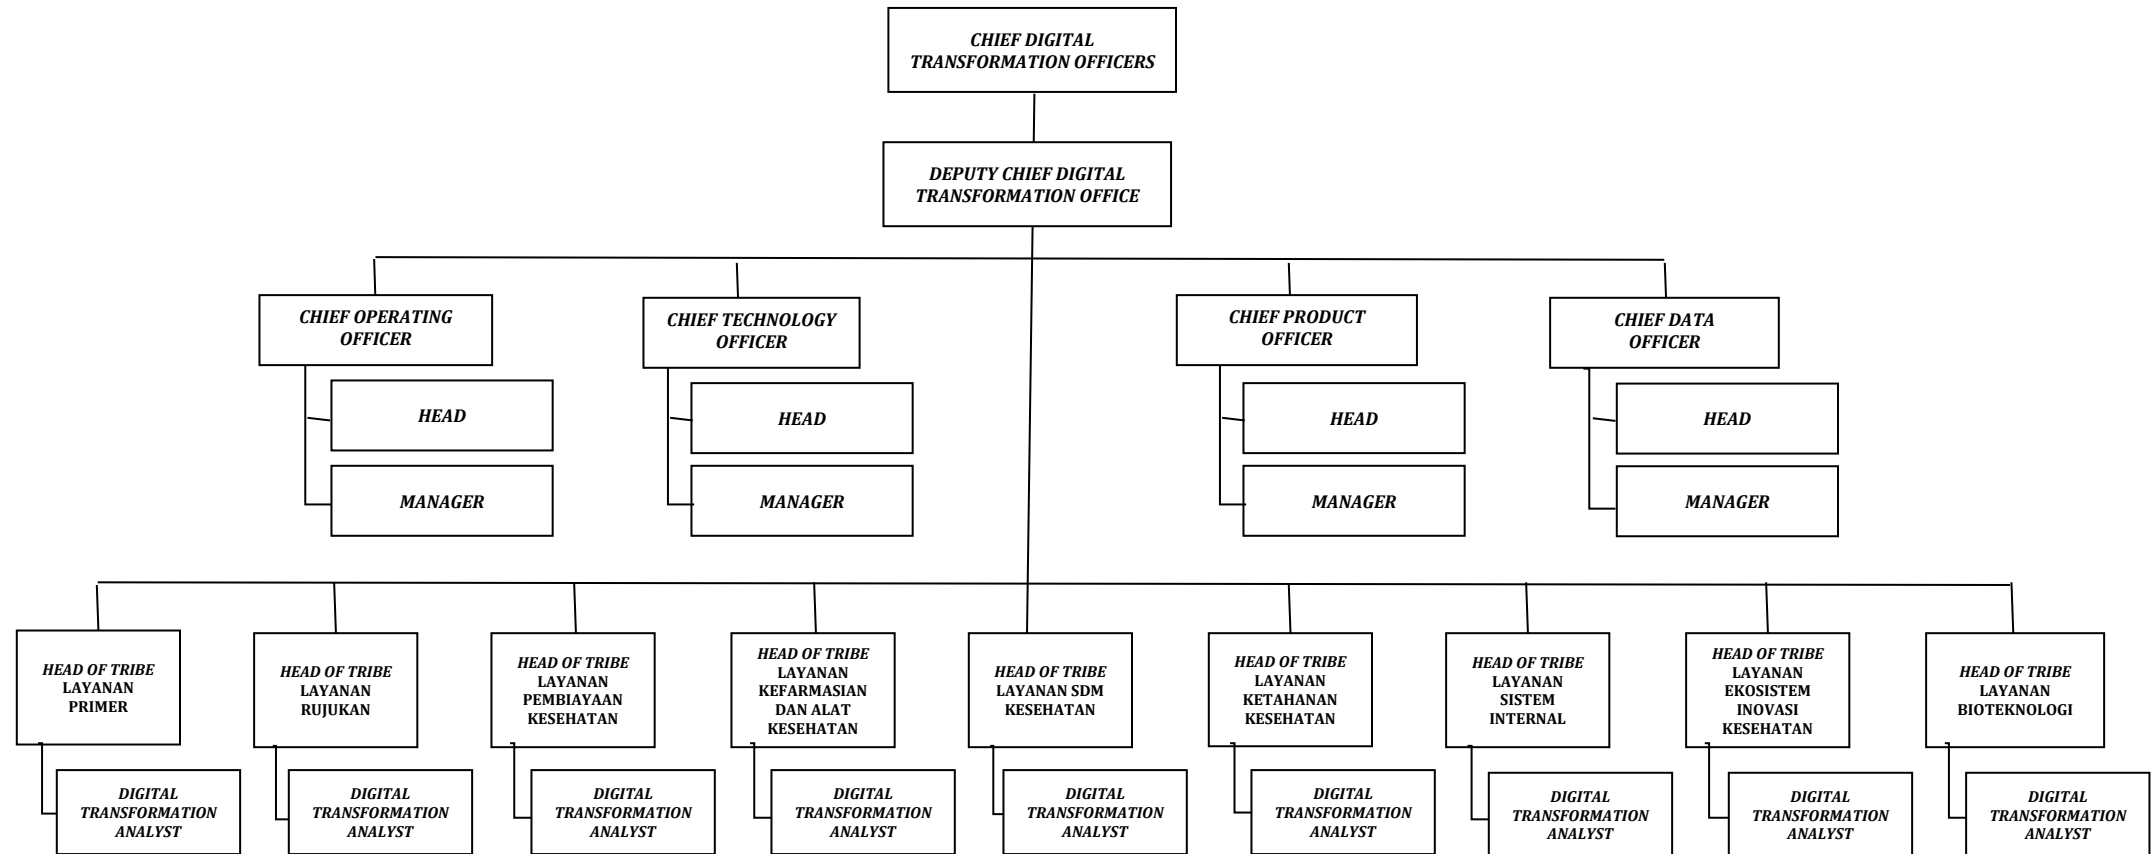 CHIEF DIGITAL
TRANSFORMATION OFFICERS
DEPUTY CHIEF DIGITAL
TRANSFORMATION OFFICE
CHIEF OPERATING
OFFICER
HEAD
MANAGER
CHIEF TECHNOLOGY
OFFICER
HEAD
MANAGER
CHIEF PRODUCT
OFFICER
HEAD
MANAGER
CHIEF DATA
OFFICER
HEAD
MANAGER
HEAD OF TRIBE
LAYANAN
PRIMER
DIGITAL
TRANSFORMATION
ANALYST
HEAD OF TRIBE
LAYANAN
RUJUKAN
DIGITAL
TRANSFORMATION
ANALYST
HEAD OF TRIBE
LAYANAN
PEMBIAYAAN
KESEHATAN
DIGITAL
TRANSFORMATION
ANALYST
HEAD OF TRIBE
LAYANAN
KEFARMASIAN
DAN ALAT
KESEHATAN
DIGITAL
TRANSFORMATION
ANALYST
HEAD OF TRIBE
LAYANAN SDM
KESEHATAN
DIGITAL
TRANSFORMATION
ANALYST
HEAD OF TRIBE
LAYANAN
KETAHANAN
KESEHATAN
DIGITAL
TRANSFORMATION
ANALYST
HEAD OF TRIBE
LAYANAN
SISTEM
INTERNAL
DIGITAL
TRANSFORMATION
ANALYST
HEAD OF TRIBE
LAYANAN
EKOSISTEM
INOVASI
KESEHATAN
DIGITAL
TRANSFORMATION
ANALYST
HEAD OF TRIBE
LAYANAN
BIOTEKNOLOGI
DIGITAL
TRANSFORMATION
ANALYST